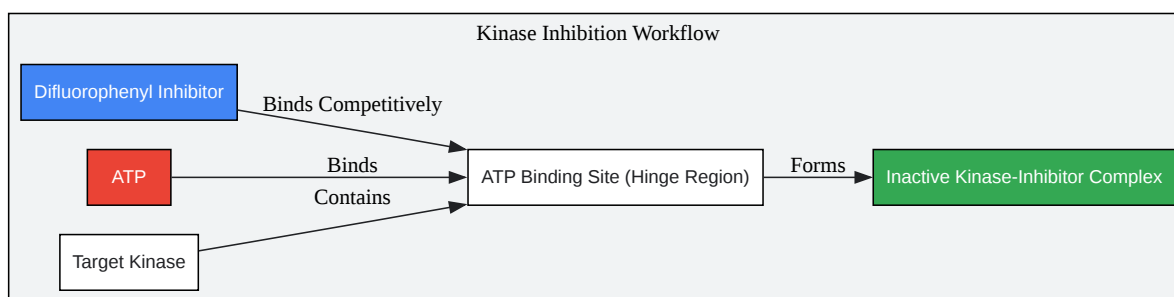 Kinase Inhibition Workflow
Difluorophenyl Inhibitor
Binds Competitively
ATP
Binds
ATP Binding Site (Hinge Region)
Forms
Inactive Kinase-Inhibitor Complex
Contains
Target Kinase